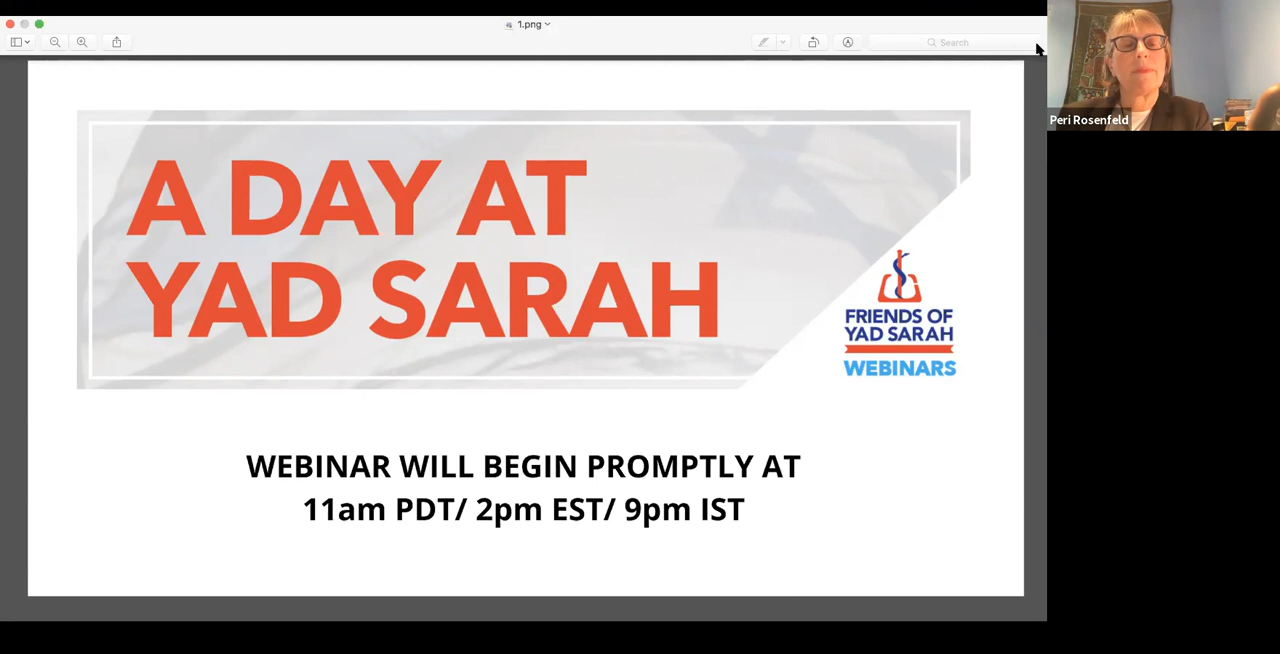 1.png
Search
A DAY AT
YAD SARAH
FRIENDS OF
YAD SARAH
WEBINARS
WEBINAR WILL BEGIN PROMPTLY AT
11am PDT/ 2pm EST/ 9pm IST
Peri Rosenfeld